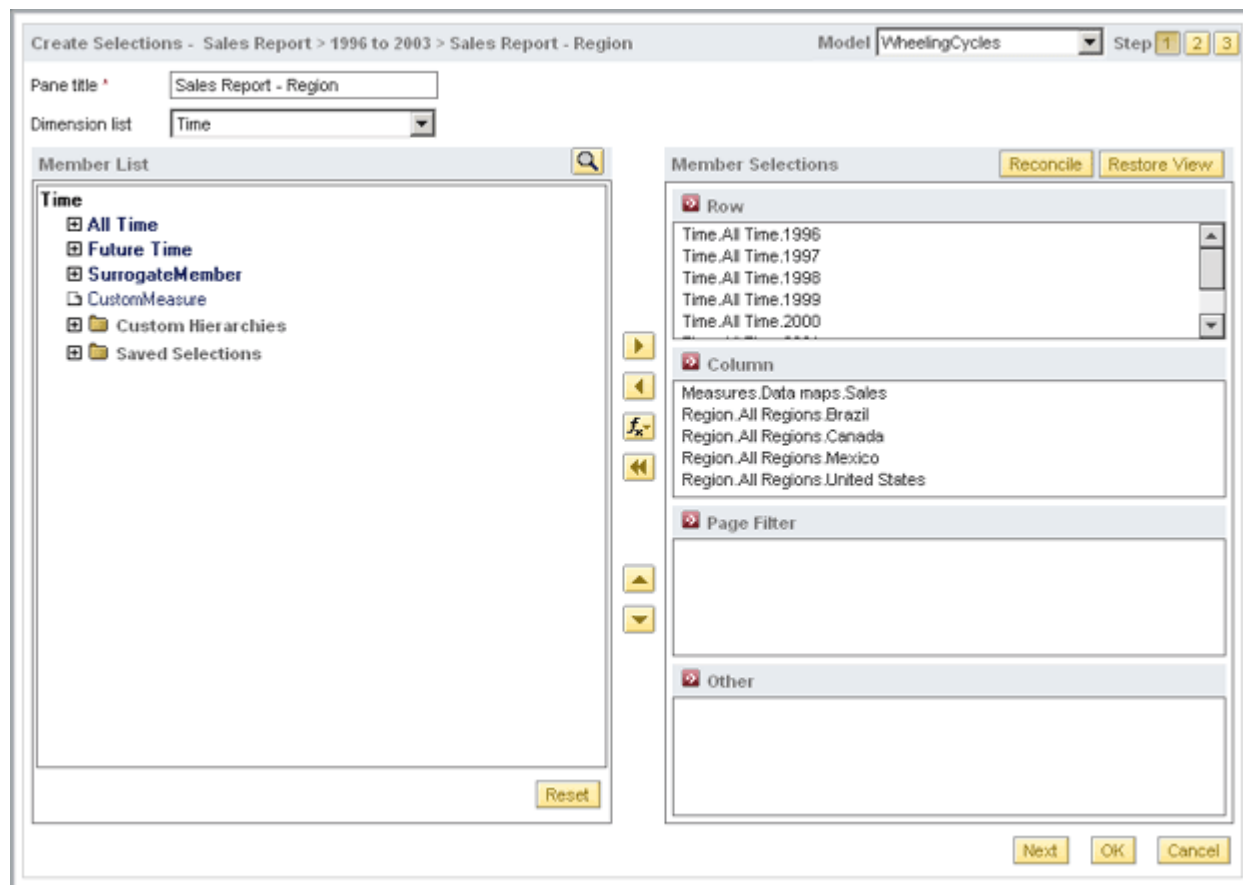 Create Selections - Sales Report > 1996 to 2003 > Sales Report - Region Model WheelingCycles Step 1 2 3
Pane title * Sales Report - Region
Dimension list Time
Member List
Time
All Time
Future Time
SurrogateMember
CustomMeasure
Custom Hierarchies
Saved Selections
Reset
fx
Member Selections Reconcile Restore View
Row
Time.All Time.1996
Time.All Time.1997
Time.All Time.1998
Time.All Time.1999
Time.All Time.2000
Column
Measures.Data maps.Sales
Region.All Regions.Brazil
Region.All Regions.Canada
Region.All Regions.Mexico
Region.All Regions.United States
Page Filter
Other
Next OK Cancel